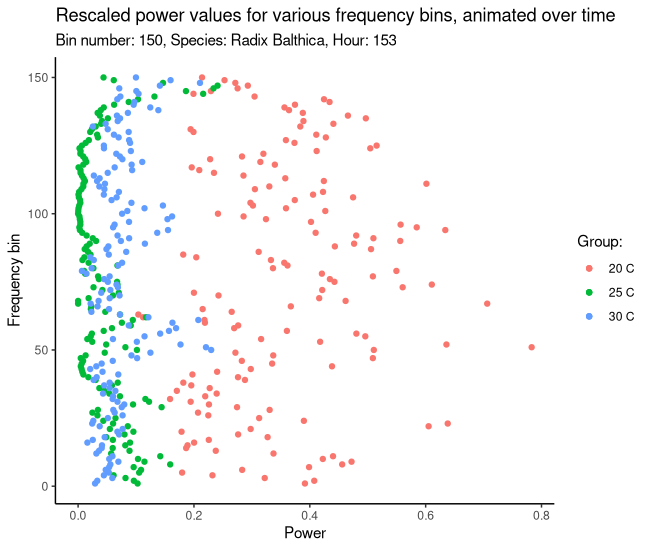 Rescaled power values for various frequency bins, animated over time
Bin number: 150, Species: Radix Balthica, Hour: 153
150
100
50
0
Frequency bin
0.0 0.2 0.4 0.6 0.8
Power
Group:
20 C
25 C
30 C